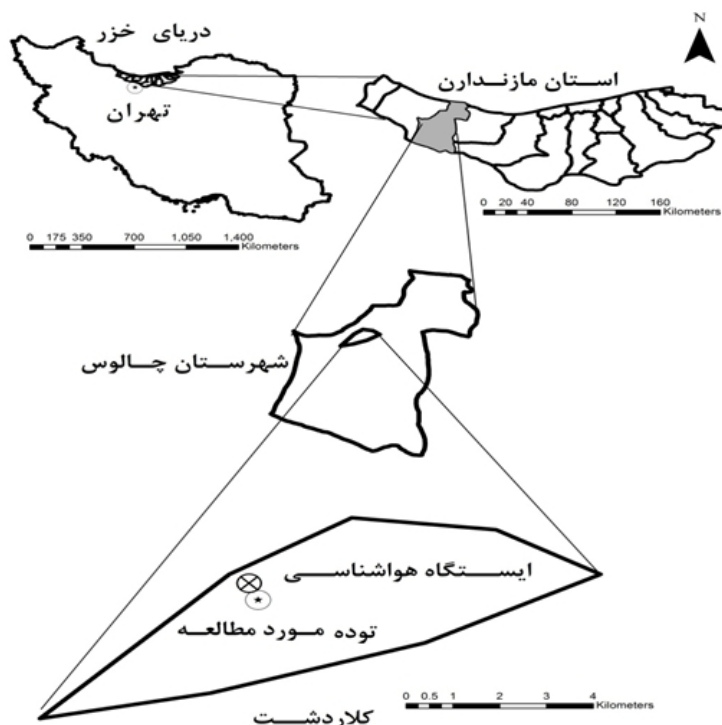 دریای خزر
تهران
0 175 350 700 1,050 1,400
Kilometers
N
استان مازندارن
0 20 40 80 120 160
Kilometers
شهرستان چالوس
ایستگاه هواشناسی
توده مورد مطالعه
کلاردشت
0 0.5 1 2 3 4
Kilometers